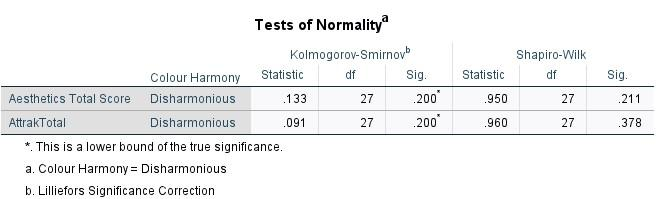 Tests of Normalityᵃ
Kolmogorov-Smirnovᵇ Shapiro-Wilk
Colour Harmony Statistic df Sig. Statistic df Sig.
Aesthetics Total Score Disharmonious .133 27 .200* .950 27 .211
AttrakTotal Disharmonious .091 27 .200* .960 27 .378
*. This is a lower bound of the true significance.
a. Colour Harmony = Disharmonious
b. Lilliefors Significance Correction